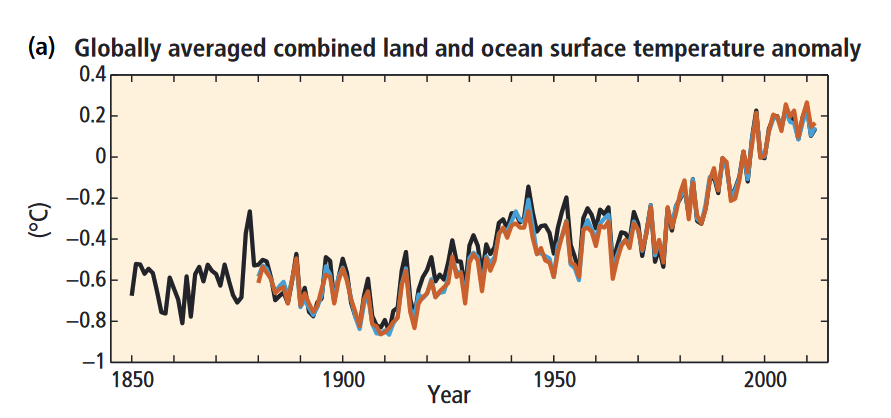 (a) Globally averaged combined land and ocean surface temperature anomaly
0.4
0.2
0
−0.2
−0.4
−0.6
−0.8
−1
(°C)
1850 1900 1950 2000
Year